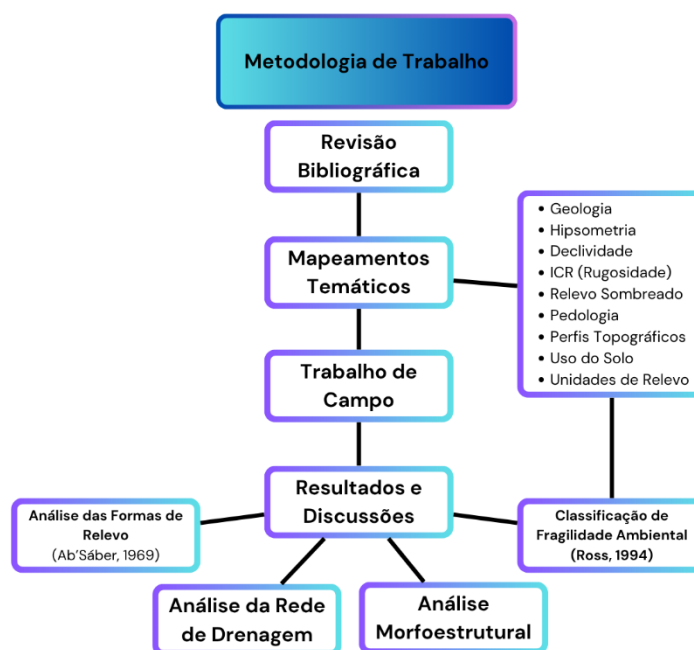 Metodologia de Trabalho
Revisão
Bibliográfica
Mapeamentos
Temáticos
• Geologia
• Hipsometria
• Declividade
• ICR (Rugosidade)
• Relevo Sombreado
• Pedologia
• Perfis Topográficos
• Uso do Solo
• Unidades de Relevo
Trabalho de
Campo
Resultados e
Discussões
Análise das Formas de
Relevo
(Ab'Sáber, 1969)
Classificação de
Fragilidade Ambiental
(Ross, 1994)
Análise da Rede
de Drenagem
Análise
Morfoestrutural